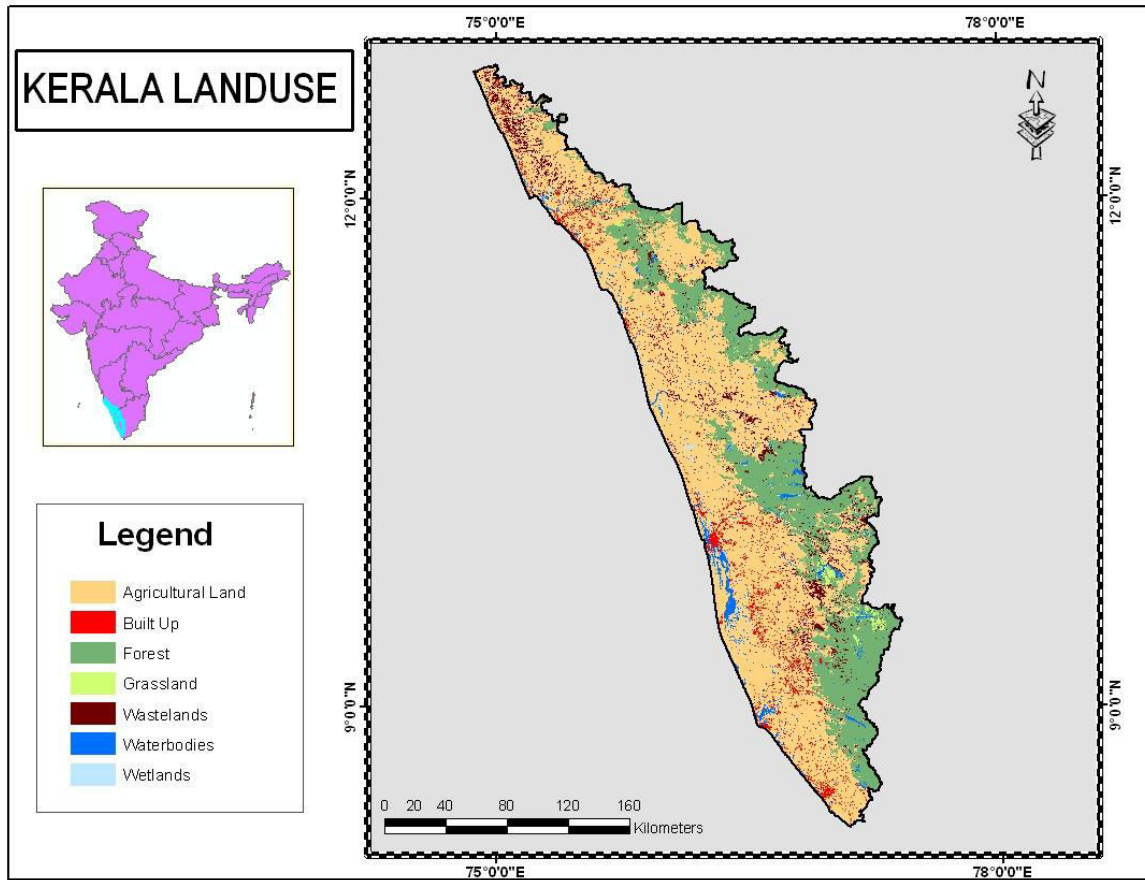 75°0'0"E 78°0'0"E
KERALA LANDUSE
N
12°0'0"N 12°0'0"N
Legend
Agricultural Land
Built Up
Forest
Grassland
Wastelands
Waterbodies
Wetlands
9°0'0"N 9°0'0"N
0 20 40 80 120 160
Kilometers
75°0'0"E 78°0'0"E